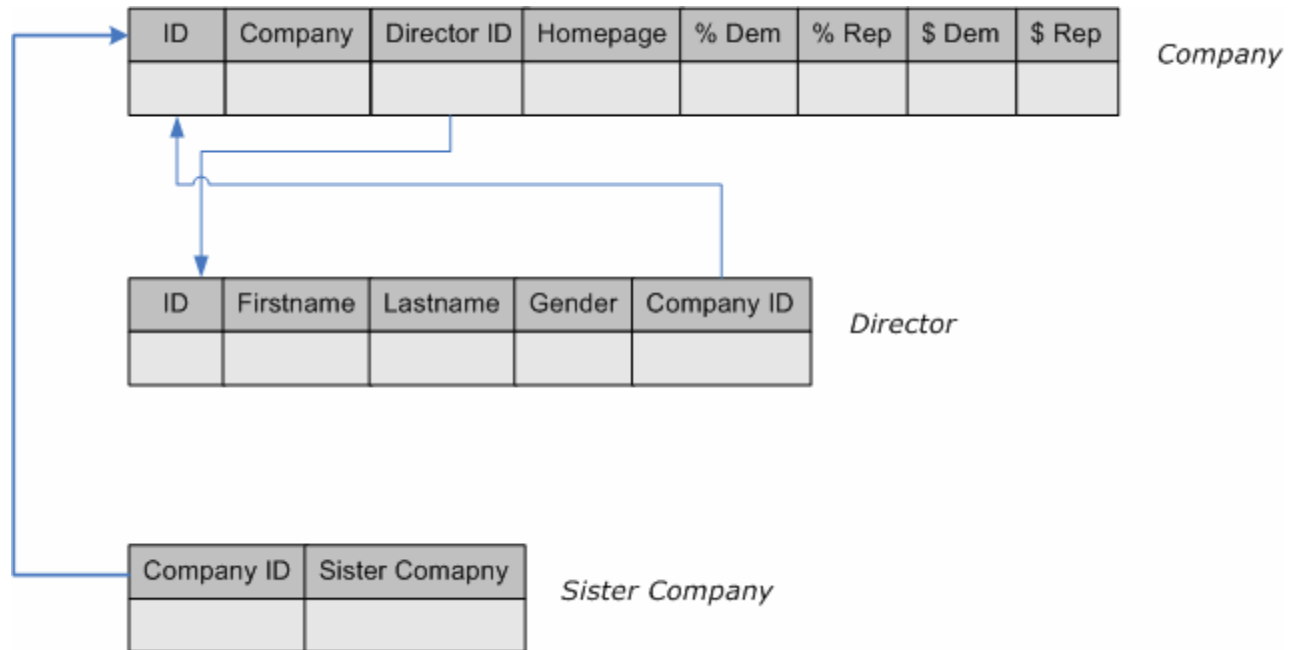 ID Company Director ID Homepage % Dem % Rep $ Dem $ Rep
Company
ID Firstname Lastname Gender Company ID
Director
Company ID Sister Comapny
Sister Company